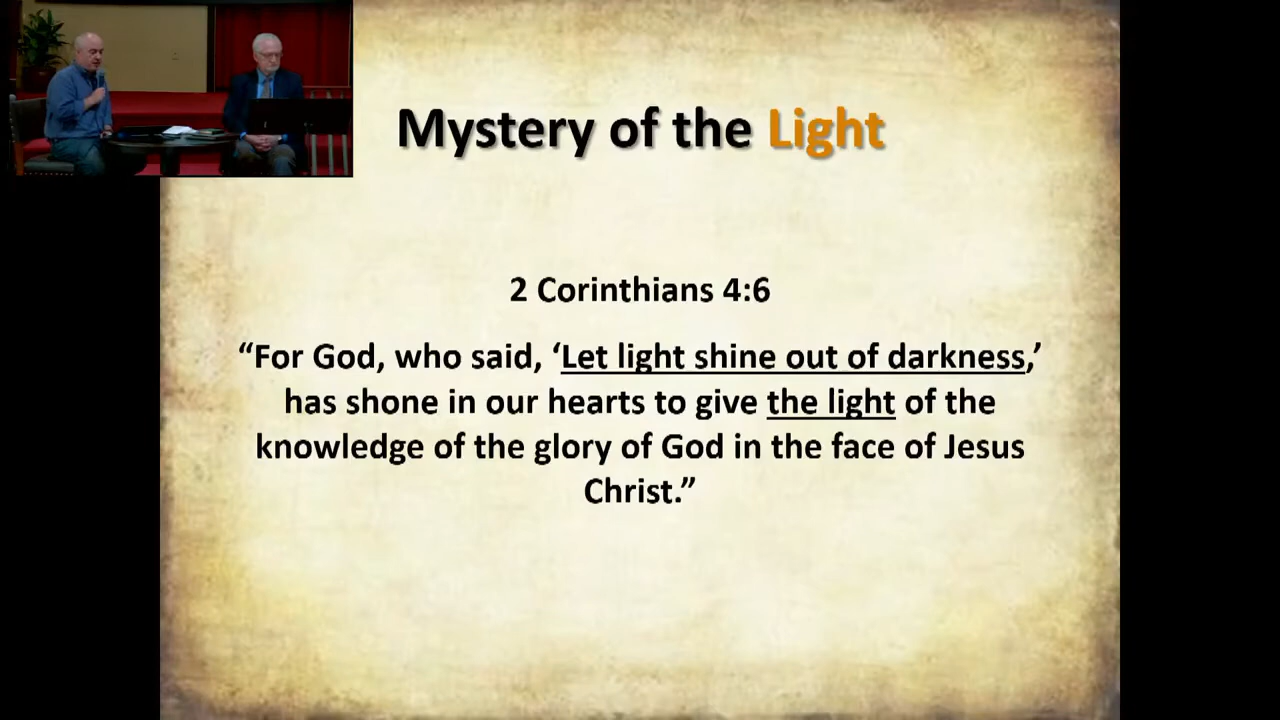 Mystery of the Light
2 Corinthians 4:6
“For God, who said, ‘Let light shine out of darkness,’
has shone in our hearts to give the light of the
knowledge of the glory of God in the face of Jesus
Christ.”